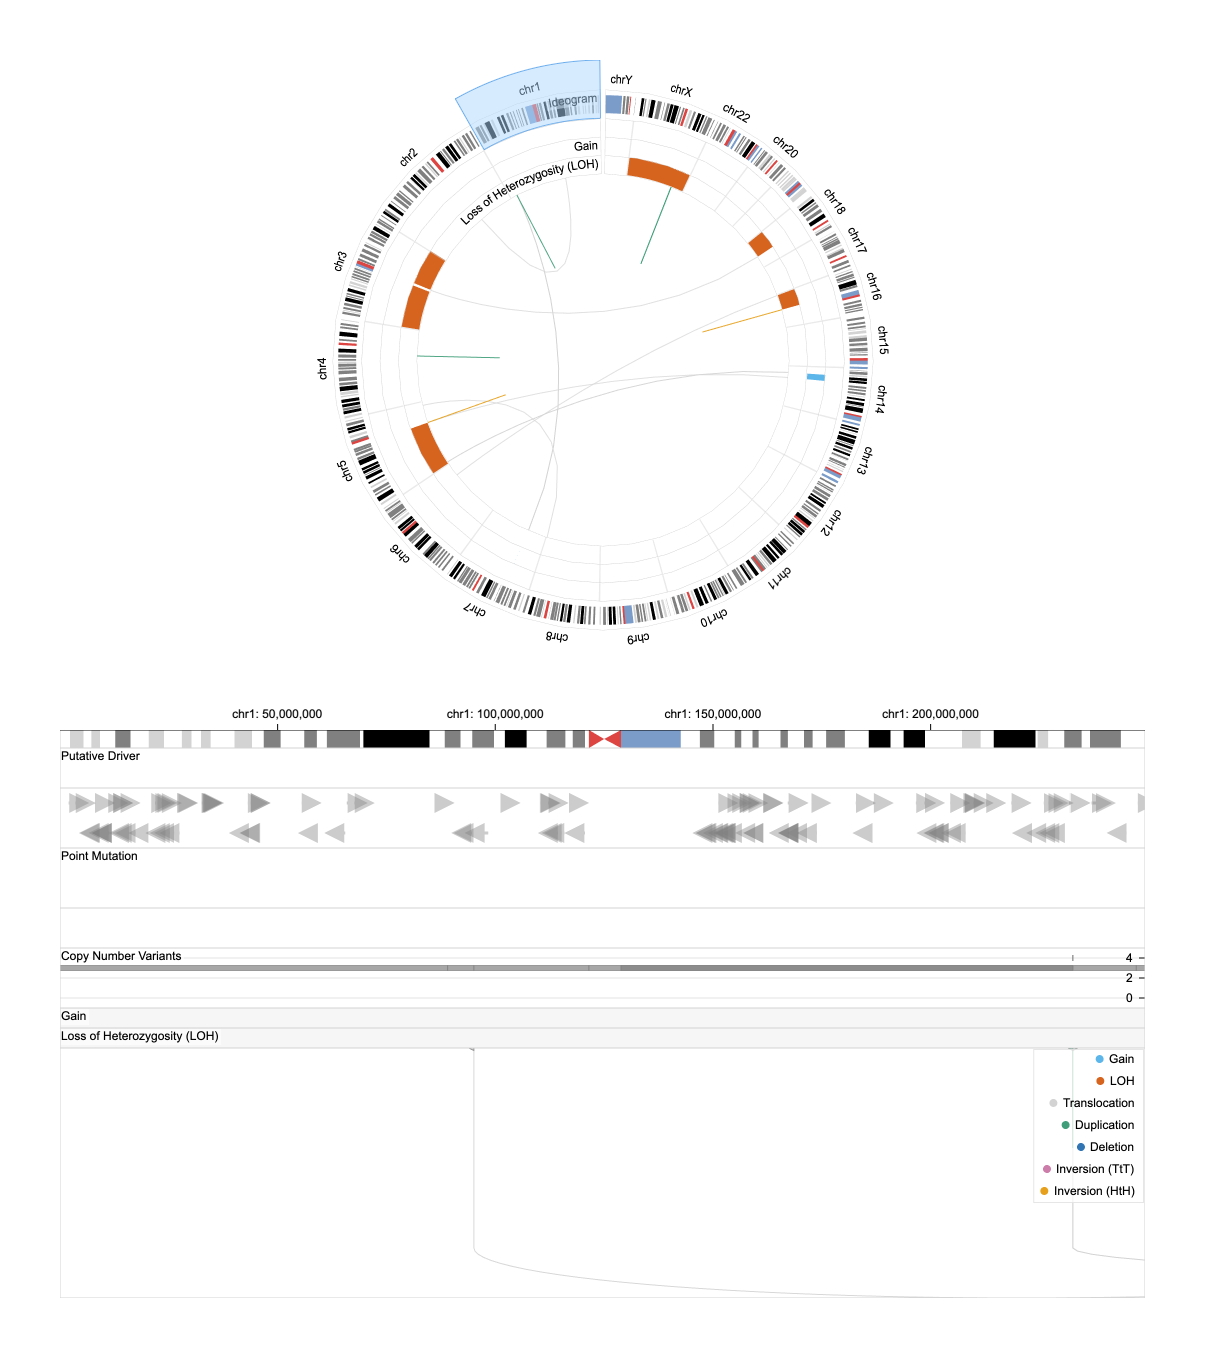 chr1
Ideogram
Gain
Loss of Heterozygosity (LOH)
chrY
chrX
chr22
chr20
chr18
chr17
chr16
chr15
chr14
chr13
chr12
chr11
chr10
chr9
chr8
chr7
chr6
chr5
chr4
chr3
chr2
chr1: 50,000,000 chr1: 100,000,000 chr1: 150,000,000 chr1: 200,000,000
Putative Driver
Point Mutation
Copy Number Variants
4
2
0
Gain
Loss of Heterozygosity (LOH)
Gain
LOH
Translocation
Duplication
Deletion
Inversion (TtT)
Inversion (HtH)